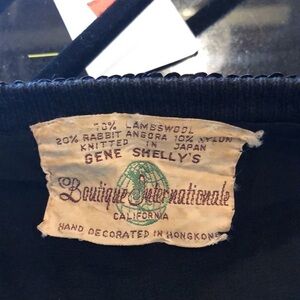 70% LAMBSWOOL
20% RABBIT ANGORA 10% NYLON
KNITTED IN JAPAN
GENE SHELLY'S
Boutique Internationale
CALIFORNIA
HAND DECORATED IN HONGKONG